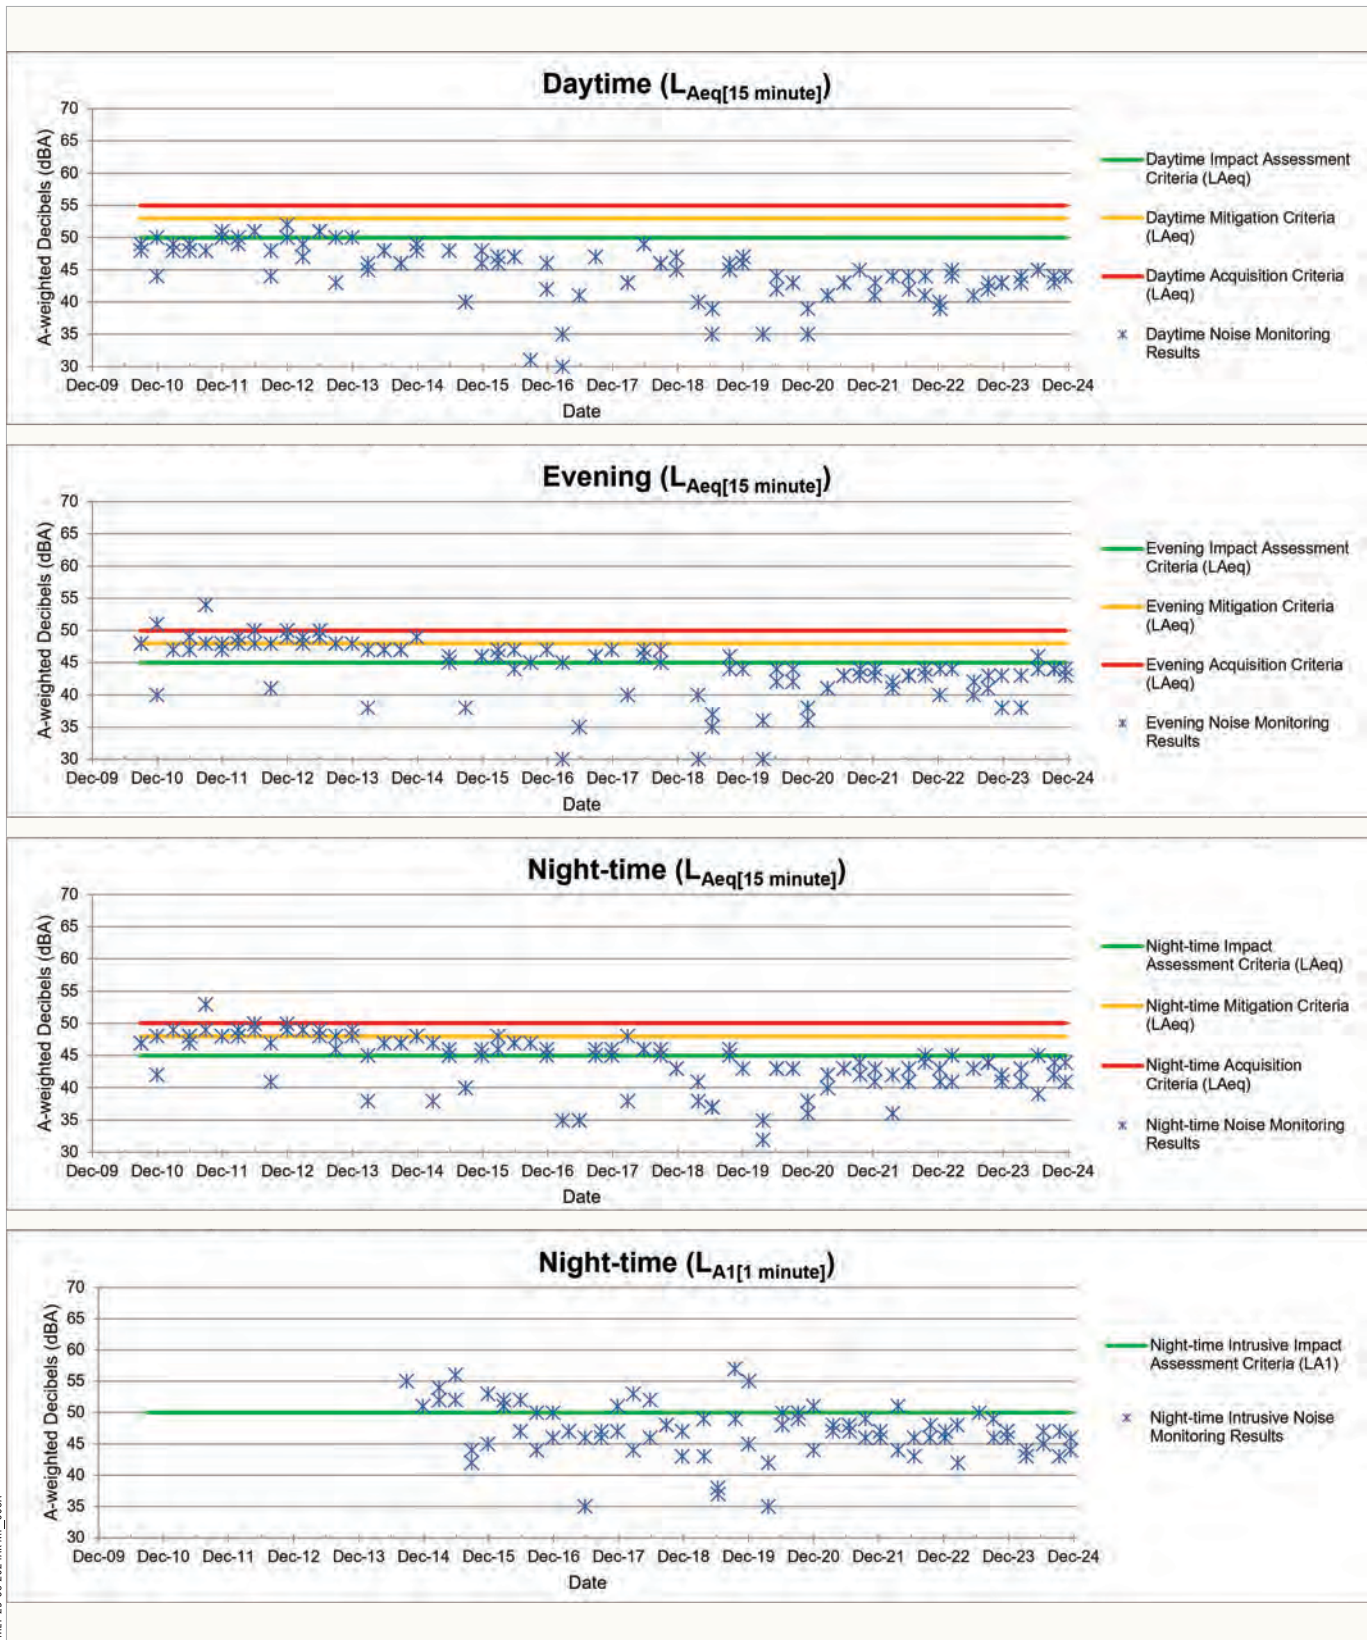 Daytime (LAeq[15 minute])
A-weighted Decibels (dBA)
70
65
60
55
50
45
40
35
30
Dec-09 Dec-10 Dec-11 Dec-12 Dec-13 Dec-14 Dec-15 Dec-16 Dec-17 Dec-18 Dec-19 Dec-20 Dec-21 Dec-22 Dec-23 Dec-24
Date
Daytime Impact Assessment
Criteria (LAeq)
Daytime Mitigation Criteria
(LAeq)
Daytime Acquisition Criteria
(LAeq)
Daytime Noise Monitoring
Results
Evening (LAeq[15 minute])
A-weighted Decibels (dBA)
70
65
60
55
50
45
40
35
30
Dec-09 Dec-10 Dec-11 Dec-12 Dec-13 Dec-14 Dec-15 Dec-16 Dec-17 Dec-18 Dec-19 Dec-20 Dec-21 Dec-22 Dec-23 Dec-24
Date
Evening Impact Assessment
Criteria (LAeq)
Evening Mitigation Criteria
(LAeq)
Evening Acquisition Criteria
(LAeq)
Evening Noise Monitoring
Results
Night-time (LAeq[15 minute])
A-weighted Decibels (dBA)
70
65
60
55
50
45
40
35
30
Dec-09 Dec-10 Dec-11 Dec-12 Dec-13 Dec-14 Dec-15 Dec-16 Dec-17 Dec-18 Dec-19 Dec-20 Dec-21 Dec-22 Dec-23 Dec-24
Date
Night-time Impact
Assessment Criteria (LAeq)
Night-time Mitigation Criteria
(LAeq)
Night-time Acquisition
Criteria (LAeq)
Night-time Noise Monitoring
Results
Night-time (LA1[1 minute])
A-weighted Decibels (dBA)
70
65
60
55
50
45
40
35
30
Dec-09 Dec-10 Dec-11 Dec-12 Dec-13 Dec-14 Dec-15 Dec-16 Dec-17 Dec-18 Dec-19 Dec-20 Dec-21 Dec-22 Dec-23 Dec-24
Date
Night-time Intrusive Impact
Assessment Criteria (LA1)
Night-time Intrusive Noise
Monitoring Results